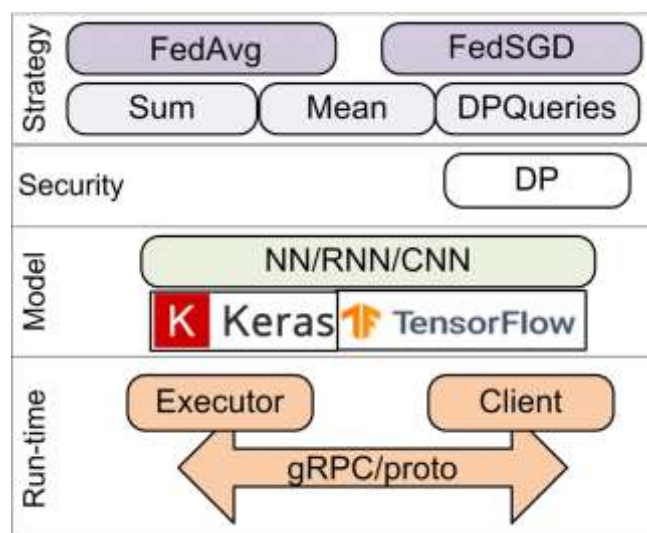 Strategy
FedAvg FedSGD
Sum Mean DPQueries
Security
DP
Model
NN/RNN/CNN
K Keras TensorFlow
Run-time
Executor Client
gRPC/proto